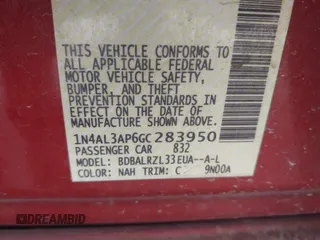 THIS VEHICLE CONFORMS TO
ALL APPLICABLE FEDERAL
MOTOR VEHICLE SAFETY,
BUMPER, AND THEFT
PREVENTION STANDARDS
IN EFFECT ON THE DATE OF
MANUFACTURE SHOWN ABOVE.
1N4AL3AP6GC283950
PASSENGER CAR 832
MODEL: BDBALRZL33EUA--A-L
COLOR: NAH TRIM: C 9N00A
DREAMBID